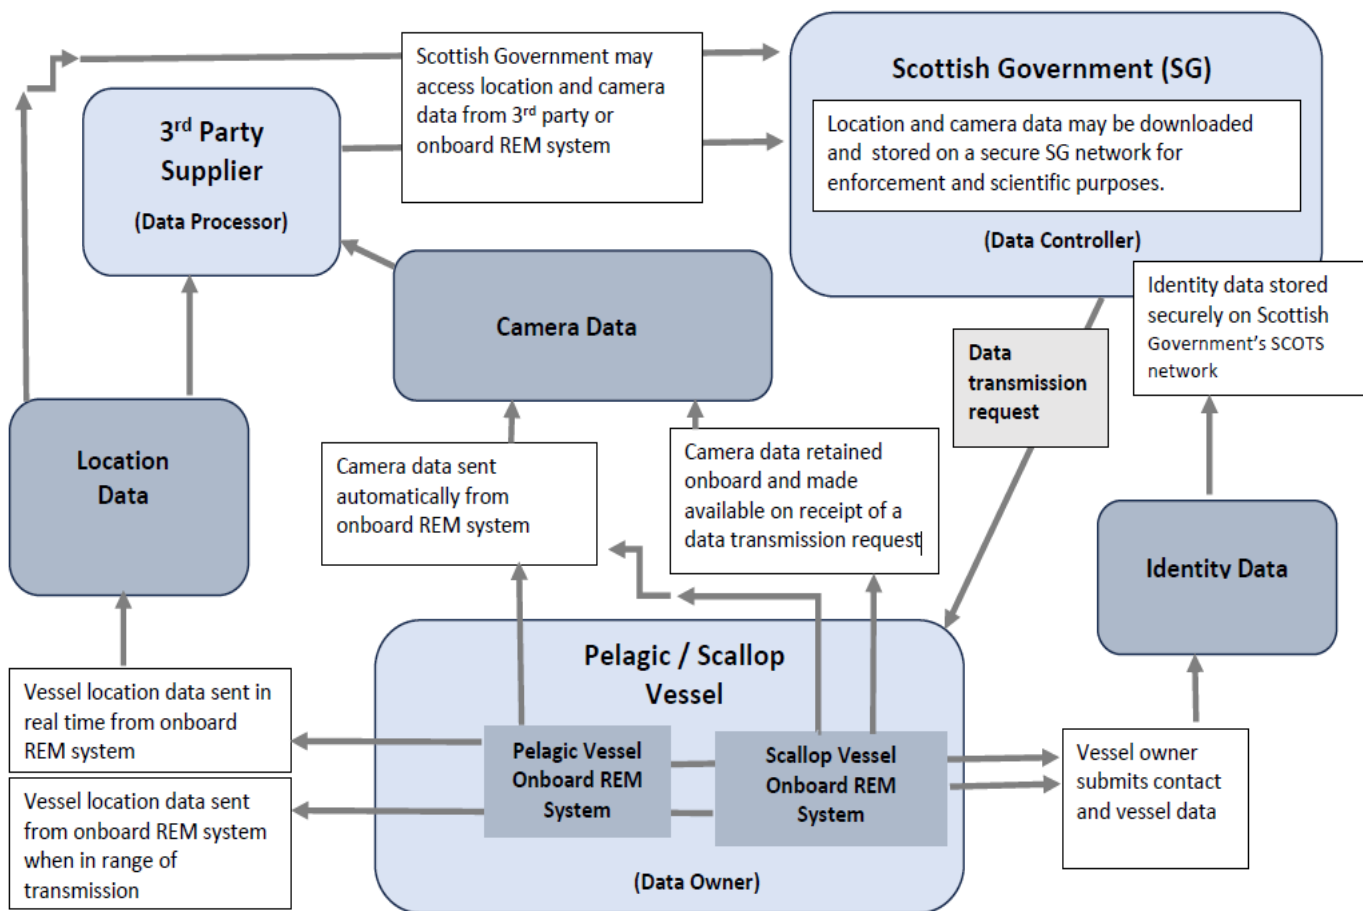 Scottish Government may
access location and camera
data from 3rd party or
onboard REM system
Scottish Government (SG)
Location and camera data may be downloaded
and stored on a secure SG network for
enforcement and scientific purposes.
(Data Controller)
3rd Party
Supplier
(Data Processor)
Camera Data
Identity data stored
securely on Scottish
Government's SCOTS
network
Data
transmission
request
Location
Data
Camera data sent
automatically from
onboard REM system
Camera data retained
onboard and made
available on receipt of a
data transmission request
Identity Data
Pelagic / Scallop
Vessel
Vessel location data sent in
real time from onboard
REM system
Pelagic Vessel
Onboard REM
System
Scallop Vessel
Onboard REM
System
Vessel owner
submits contact
and vessel data
Vessel location data sent
from onboard REM system
when in range of
transmission
(Data Owner)